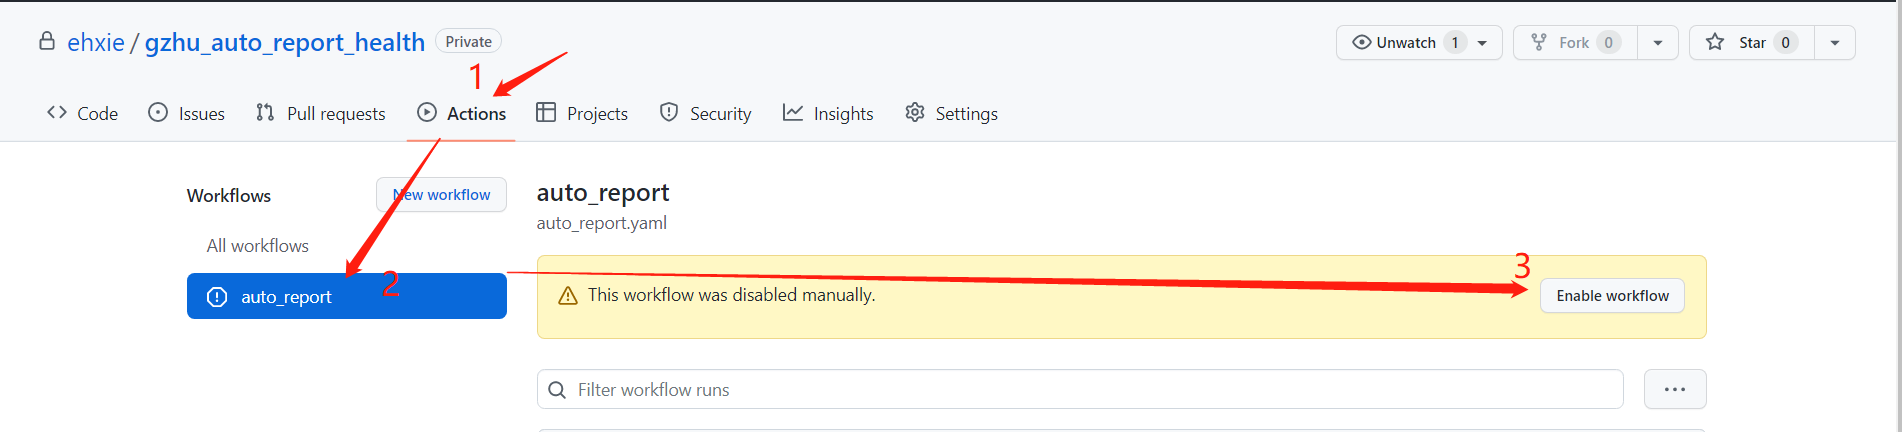 ehxie / gzhu_auto_report_health Private
Unwatch 1 Fork 0 Star 0
1
Code Issues Pull requests Actions Projects Security Insights Settings
Workflows New workflow
All workflows
auto_report
2
auto_report
auto_report.yaml
This workflow was disabled manually.
3
Enable workflow
Filter workflow runs